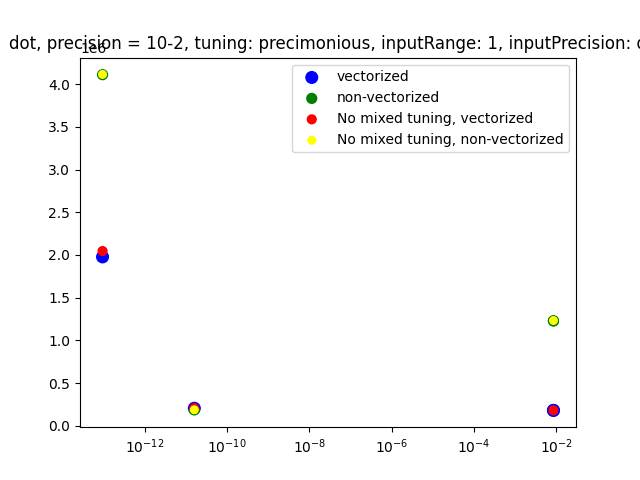 dot, precision = 10-2, tuning: precimonious, inputRange: 1, inputPrecision:
1e6
vectorized
non-vectorized
No mixed tuning, vectorized
No mixed tuning, non-vectorized
4.0
3.5
3.0
2.5
2.0
1.5
1.0
0.5
0.0
10⁻¹² 10⁻¹⁰ 10⁻⁸ 10⁻⁶ 10⁻⁴ 10⁻²